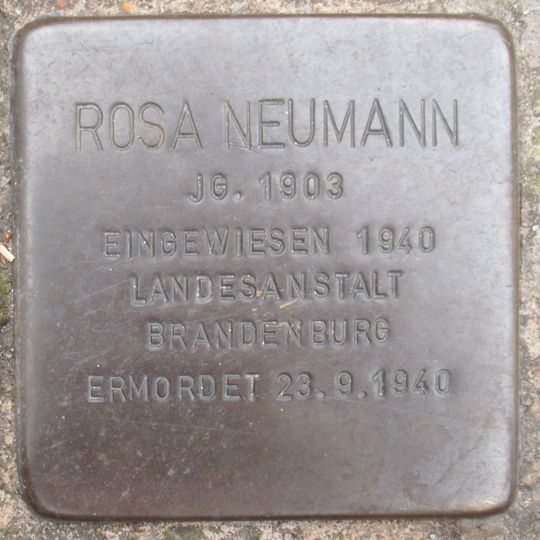 ROSA NEUMANN
JG. 1903
EINGEWIESEN 1940
LANDESANSTALT
BRANDENBURG
ERMORDET 23.9.1940